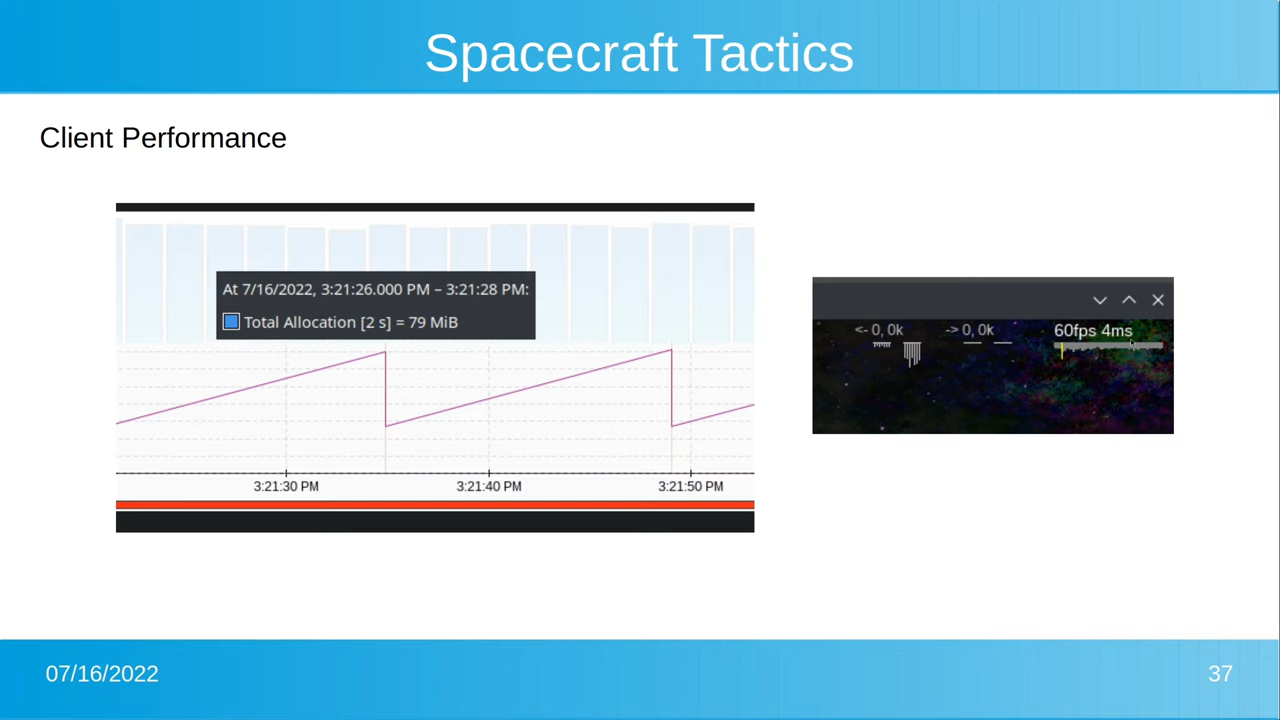 Spacecraft Tactics
Client Performance
At 7/16/2022, 3:21:26.000 PM – 3:21:28 PM:
Total Allocation [2 s] = 79 MiB
3:21:30 PM 3:21:40 PM 3:21:50 PM
<- 0, 0k -> 0, 0k 60fps 4ms
07/16/2022 37